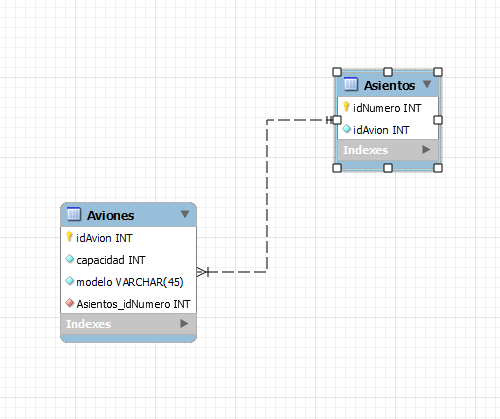 Asientos
idNumero INT
idAvion INT
Indexes
Aviones
idAvion INT
capacidad INT
modelo VARCHAR(45)
Asientos_idNumero INT
Indexes